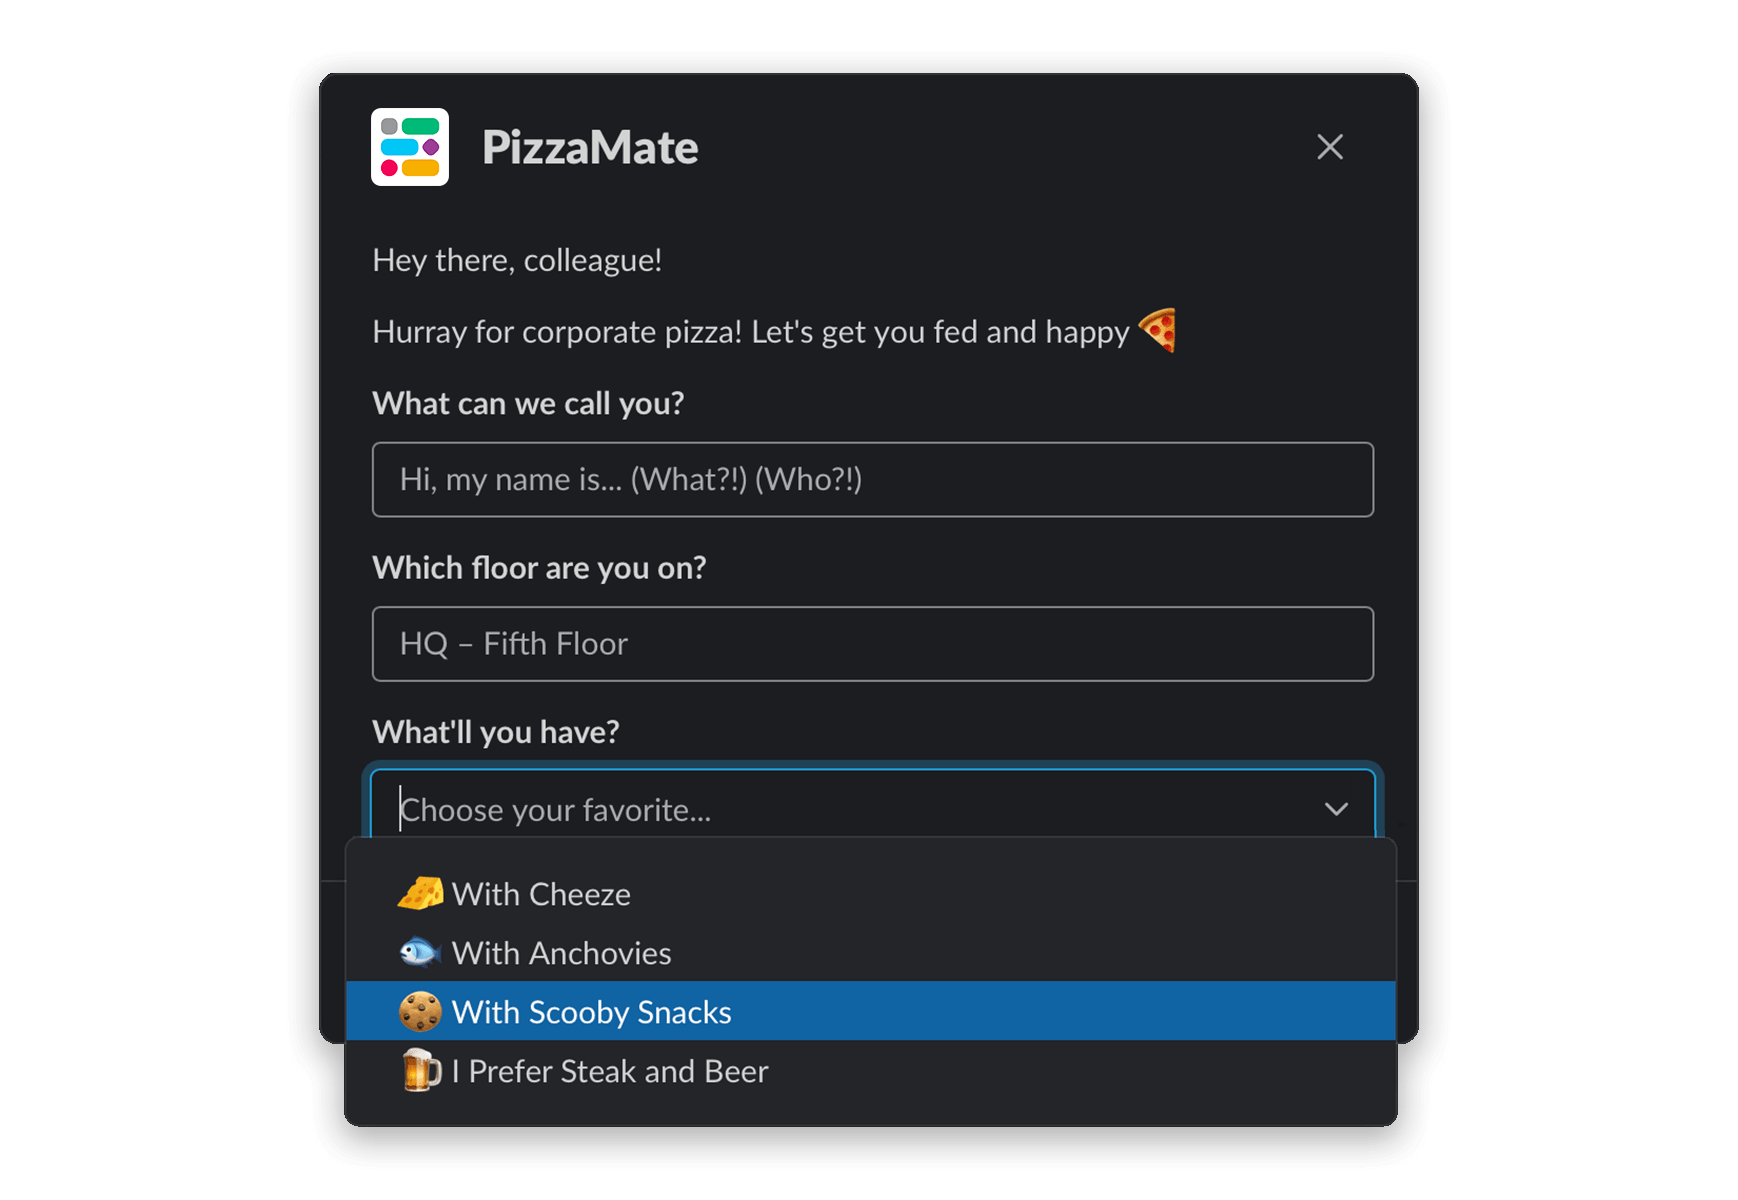 PizzaMate
Hey there, colleague!
Hurray for corporate pizza! Let's get you fed and happy 🍕
What can we call you?
Hi, my name is... (What?!) (Who?!)
Which floor are you on?
HQ – Fifth Floor
What'll you have?
Choose your favorite...
🧀 With Cheeze
🐟 With Anchovies
🍪 With Scooby Snacks
🍺 I Prefer Steak and Beer